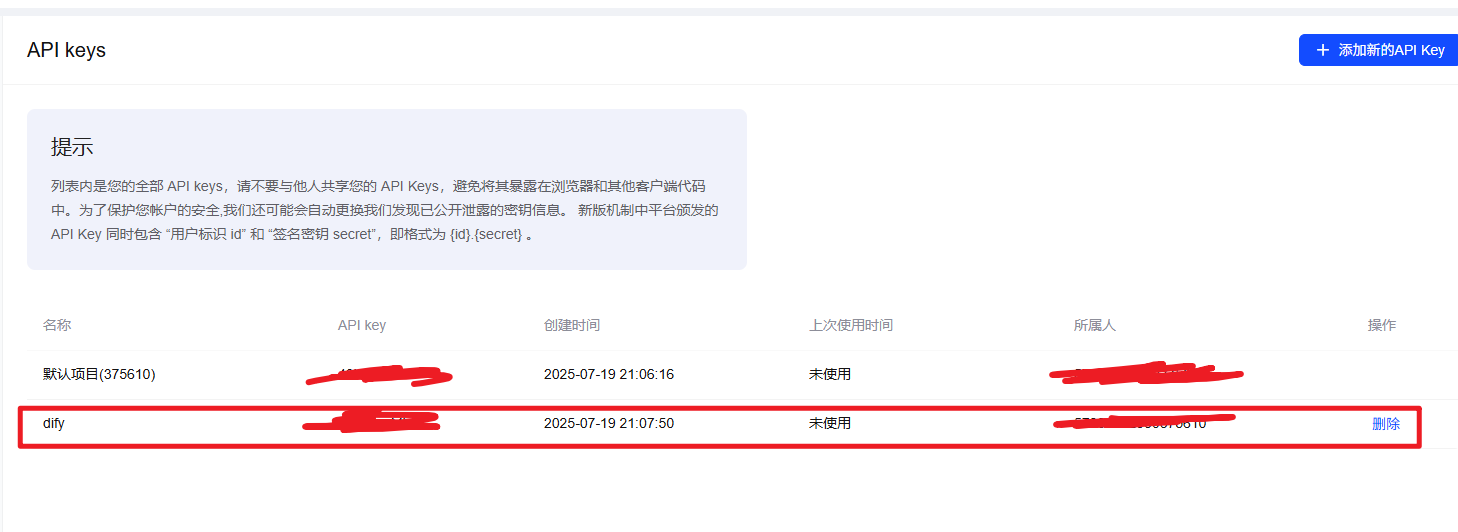 API keys
+ 添加新的API Key
提示
列表内是您的全部 API keys，请不要与他人共享您的 API Keys，避免将其暴露在浏览器和其他客户端代码
中。为了保护您帐户的安全,我们还可能会自动更换我们发现已公开泄露的密钥信息。 新版机制中平台颁发的
API Key 同时包含 “用户标识 id” 和 “签名密钥 secret”，即格式为 {id}.{secret} 。
名称 API key 创建时间 上次使用时间 所属人 操作
默认项目(375610) 2025-07-19 21:06:16 未使用
dify 2025-07-19 21:07:50 未使用 删除